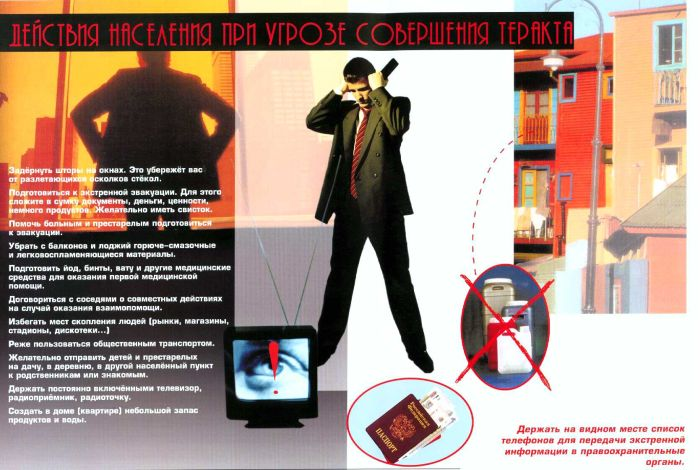 ДЕЙСТВИЯ НАСЕЛЕНИЯ ПРИ УГРОЗЕ СОВЕРШЕНИЯ ТЕРАКТА
Задёрнуть шторы на окнах. Это убережёт вас
от разлетающихся осколков стёкол.
Подготовиться к экстренной эвакуации. Для этого
сложите в сумку документы, деньги, ценности,
немного продуктов. Желательно иметь свисток.
Помочь больным и престарелым подготовиться
к эвакуации.
Убрать с балконов и лоджий горюче-смазочные
и легковоспламеняющиеся материалы.
Подготовить йод, бинты, вату и другие медицинские
средства для оказания первой медицинской
помощи.
Договориться с соседями о совместных действиях
на случай оказания взаимопомощи.
Избегать мест скопления людей (рынки, магазины,
стадионы, дискотеки...)
Реже пользоваться общественным транспортом.
Желательно отправить детей и престарелых
на дачу, в деревню, в другой населённый пункт
к родственникам или знакомым.
Держать постоянно включёнными телевизор,
радиоприёмник, радиоточку.
Создать в доме (квартире) небольшой запас
продуктов и воды.
!
Российская
Федерация
ПАСПОРТ
Держать на видном месте список
телефонов для передачи экстренной
информации в правоохранительные
органы.